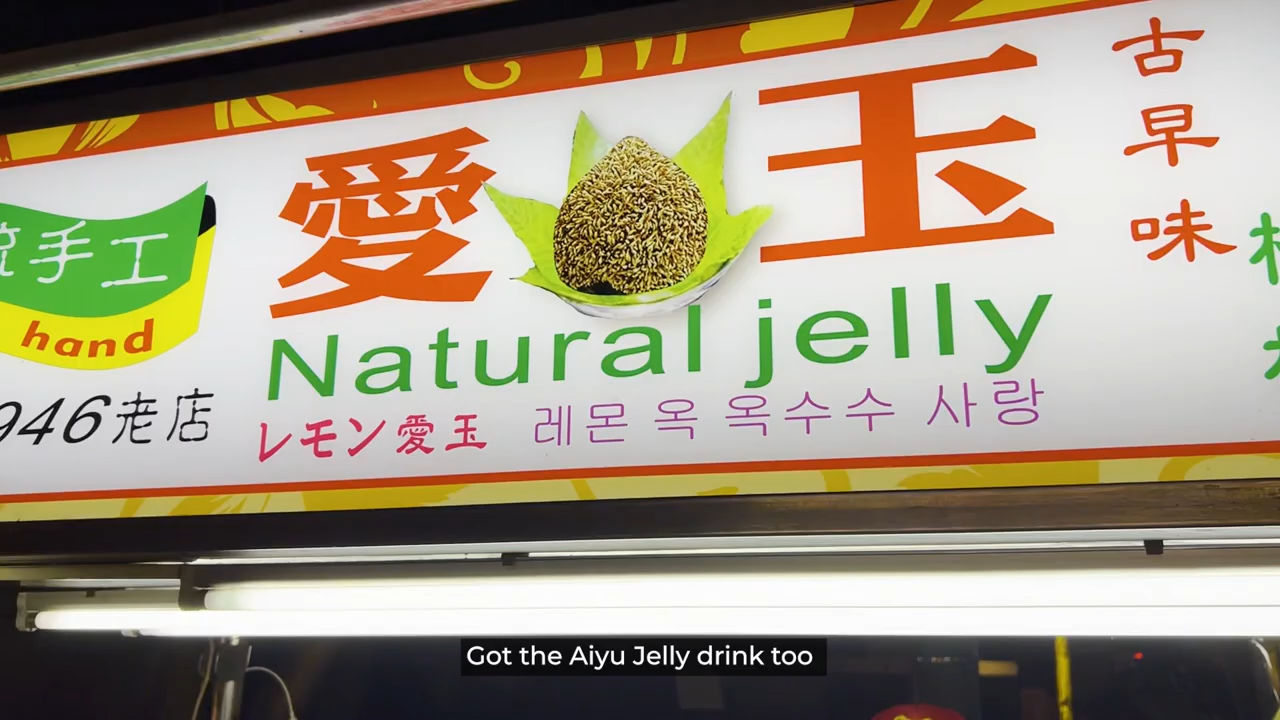 手工
hand
946老店
愛玉
Natural jelly
レモン愛玉
레몬 옥 옥수수 사랑
古早味
Got the Aiyu Jelly drink too